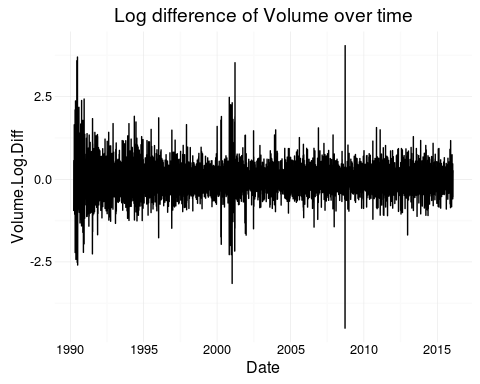 Log difference of Volume over time
Volume.Log.Diff
2.5
0.0
-2.5
1990 1995 2000 2005 2010 2015
Date